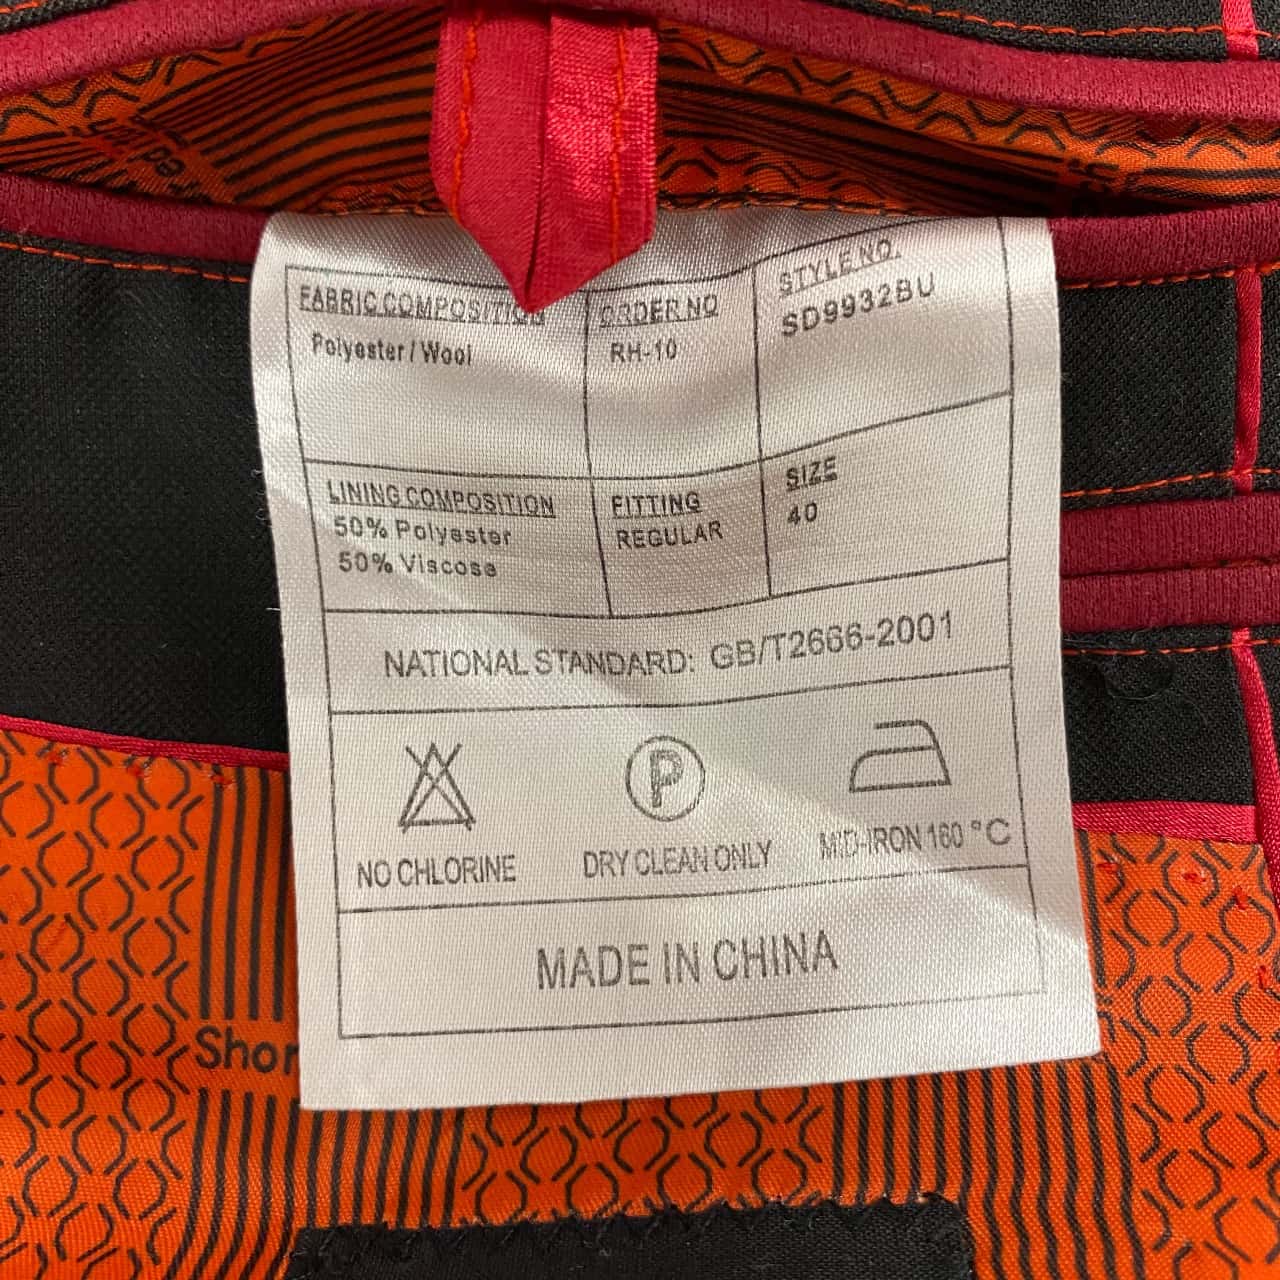 FABRIC COMPOSITION
Polyester / Wool
ORDER NO
RH-10
STYLE NO.
SD9932BU
LINING COMPOSITION
50% Polyester
50% Viscose
FITTING
REGULAR
SIZE
40
NATIONAL STANDARD: GB/T2666-2001
P
NO CHLORINE
DRY CLEAN ONLY
MID-IRON 160 °C
MADE IN CHINA
Shor